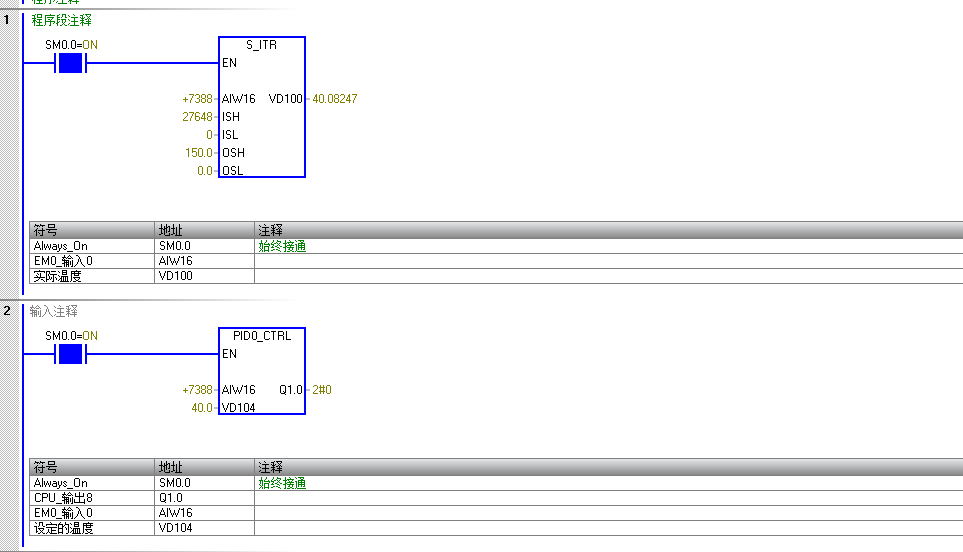 程序注释
1 程序段注释
SM0.0=ON
S_ITR
EN
+7388 AIW16 VD100 40.08247
27648 ISH
0 ISL
150.0 OSH
0.0 OSL
符号 地址 注释
Always_On SM0.0 始终接通
EM0_输入0 AIW16
实际温度 VD100
2 输入注释
SM0.0=ON
PID0_CTRL
EN
+7388 AIW16 Q1.0 2#0
40.0 VD104
符号 地址 注释
Always_On SM0.0 始终接通
CPU_输出8 Q1.0
EM0_输入0 AIW16
设定的温度 VD104